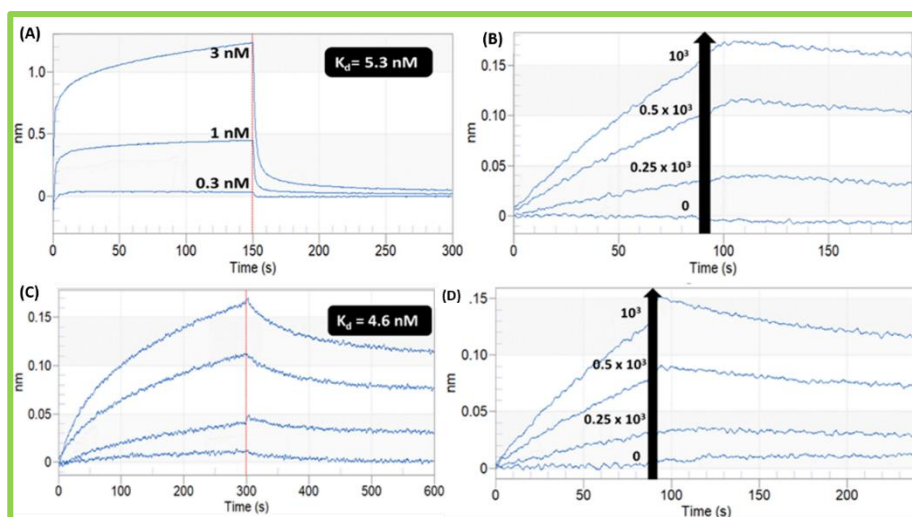 (A)
3 nM
Kd= 5.3 nM
1 nM
0.3 nM
1.0
0.5
0
nm
0 50 100 150 200 250 300
Time (s)
(B)
10³
0.5 x 10³
0.25 x 10³
0
0.15
0.10
0.05
0
nm
0 50 100 150
Time (s)
(C)
Kd = 4.6 nM
0.15
0.10
0.05
0
nm
0 100 200 300 400 500 600
Time (s)
(D)
10³
0.5 x 10³
0.25 x 10³
0
.15
0.10
0.05
0
nm
0 50 100 150 200
Time (s)